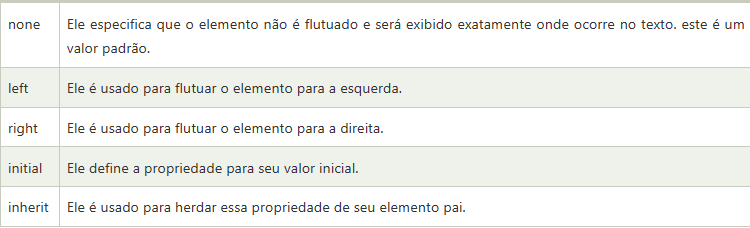 none Ele especifica que o elemento não é flutuado e será exibido exatamente onde ocorre no texto. este é um
valor padrão.
left Ele é usado para flutuar o elemento para a esquerda.
right Ele é usado para flutuar o elemento para a direita.
initial Ele define a propriedade para seu valor inicial.
inherit Ele é usado para herdar essa propriedade de seu elemento pai.